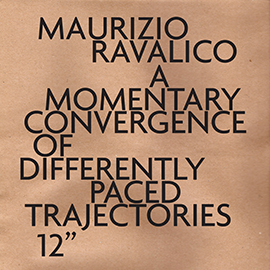 MAURIZIO
RAVALICO
A
MOMENTARY
CONVERGENCE
OF
DIFFERENTLY
PACED
TRAJECTORIES
12”